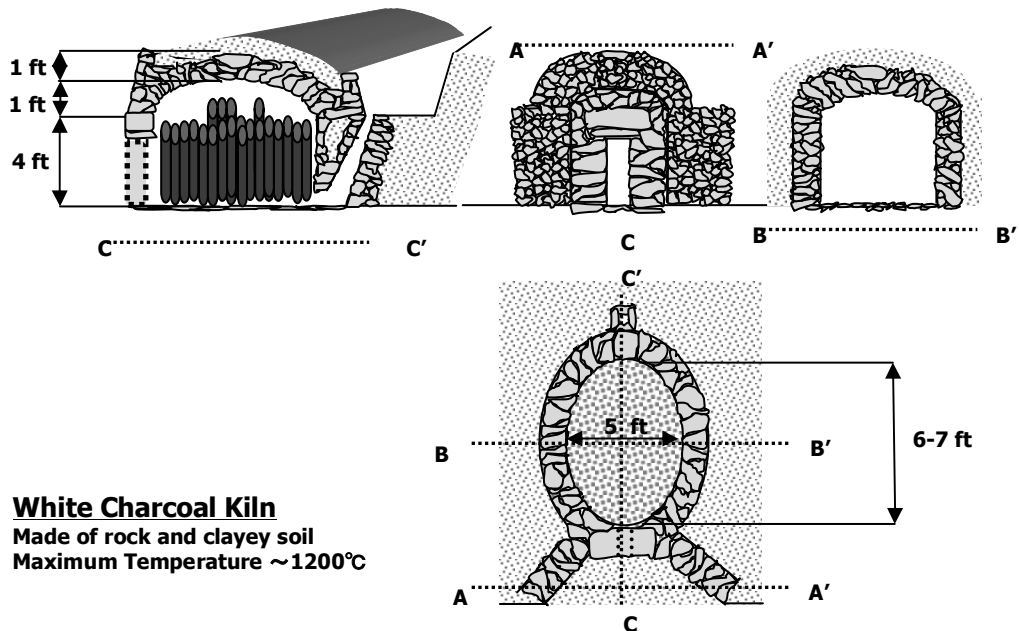 A
A′
1 ft
1 ft
4 ft
C
C′
C
B
B′
C′
5 ft
B
B′
6-7 ft
White Charcoal Kiln
Made of rock and clayey soil
Maximum Temperature ～1200℃
A
A′
C